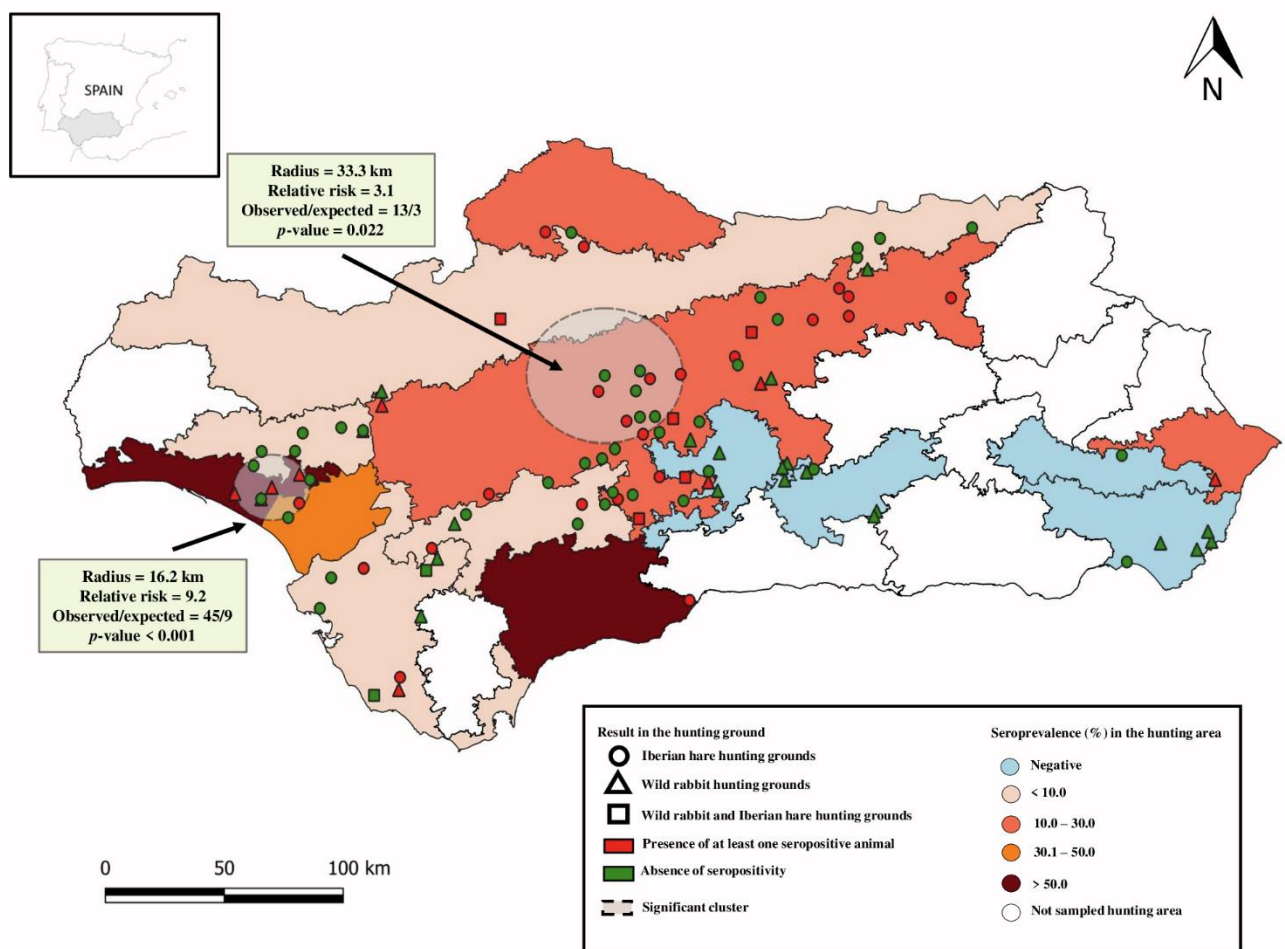 SPAIN
N
Radius = 33.3 km
Relative risk = 3.1
Observed/expected = 13/3
p-value = 0.022
Radius = 16.2 km
Relative risk = 9.2
Observed/expected = 45/9
p-value < 0.001
0 50 100 km
Result in the hunting ground
Iberian hare hunting grounds
Wild rabbit hunting grounds
Wild rabbit and Iberian hare hunting grounds
Presence of at least one seropositive animal
Absence of seropositivity
Significant cluster
Seroprevalence (%) in the hunting area
Negative
< 10.0
10.0 – 30.0
30.1 – 50.0
> 50.0
Not sampled hunting area